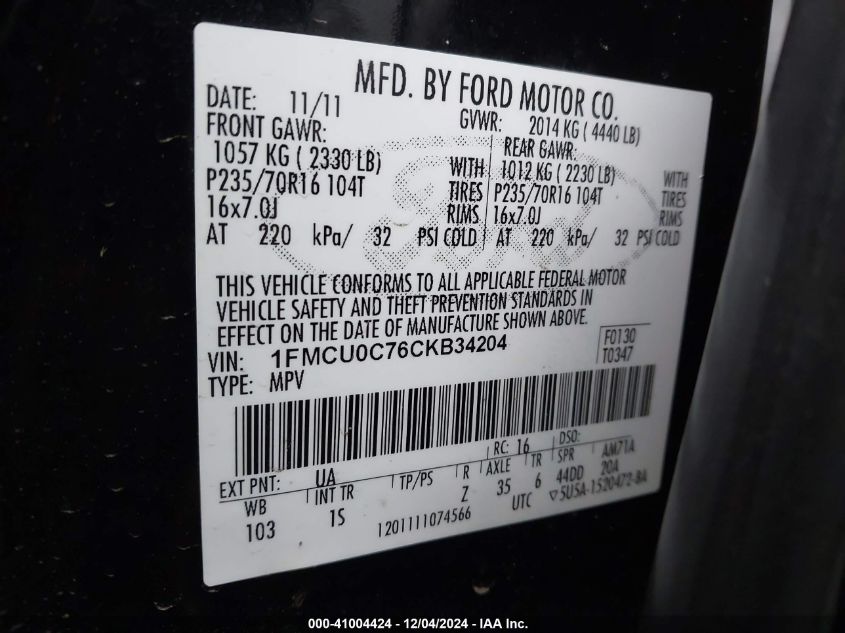 MFD. BY FORD MOTOR CO.
DATE: 11/11 GVWR: 2014 KG ( 4440 LB)
FRONT GAWR: REAR GAWR:
1057 KG ( 2330 LB) WITH 1012 KG ( 2230 LB) WITH
P235/70R16 104T TIRES P235/70R16 104T TIRES
16x7.0J RIMS 16x7.0J RIMS
AT 220 kPa/ 32 PSI COLD AT 220 kPa/ 32 PSI COLD
Ford
THIS VEHICLE CONFORMS TO ALL APPLICABLE FEDERAL MOTOR
VEHICLE SAFETY AND THEFT PREVENTION STANDARDS IN
EFFECT ON THE DATE OF MANUFACTURE SHOWN ABOVE.
VIN: 1FMCU0C76CKB34204 F0130
TYPE: MPV T0347
EXT PNT: UA RC: 16 DSO: AM71A
WB INT TR TP/PS R AXLE TR SPR 20A
103 1S Z 35 6 44DD
1201111074566 UTC ▽5U5A-1520472-BA
000-41004424 - 12/04/2024 - IAA Inc.